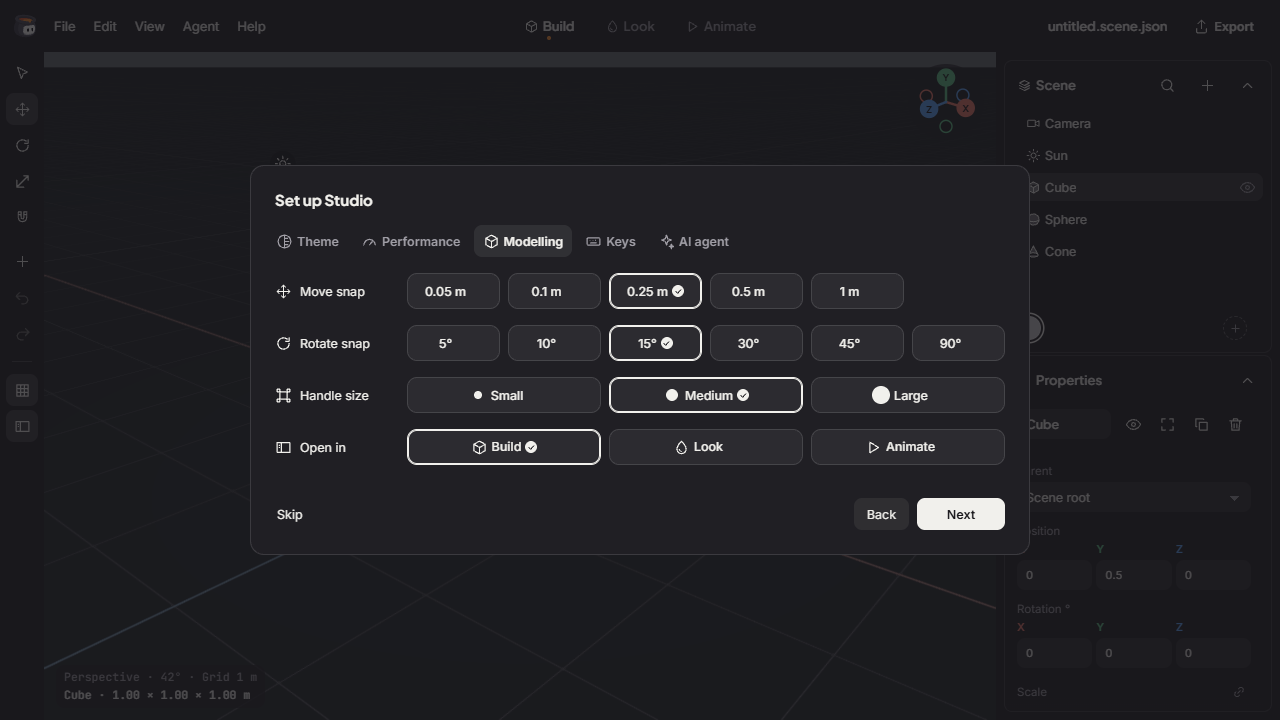 File Edit View Agent Help
Build Look Animate
untitled.scene.json Export
Y
Z X
Scene
Camera
Sun
Cube
Sphere
Cone
Set up Studio
Theme Performance Modelling Keys AI agent
Move snap 0.05 m 0.1 m 0.25 m 0.5 m 1 m
Rotate snap 5° 10° 15° 30° 45° 90°
Handle size Small Medium Large
Open in Build Look Animate
Skip Back Next
Properties
Cube
Scene root
Y Z
0 0.5 0
Rotation *
X Y Z
0 0 0
Scale
Perspective · 42° · Grid 1 m
Cube · 1.00 × 1.00 × 1.00 m